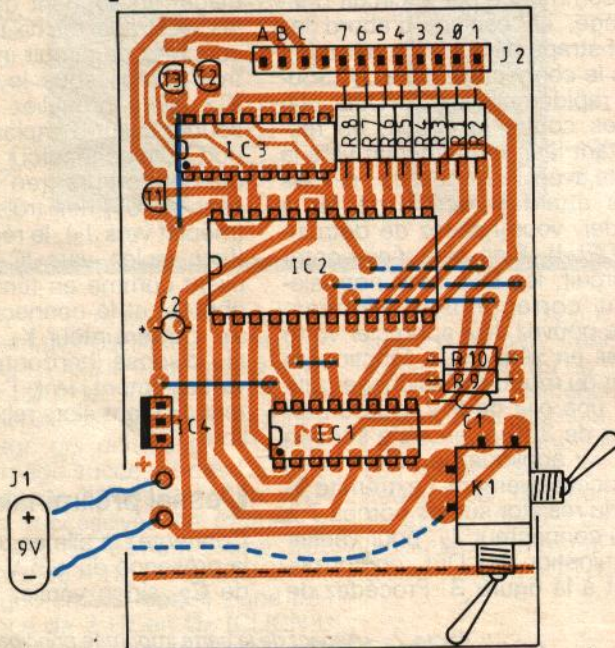 A B C 7 6 5 4 3 2 0 1
J2
T3
T2
IC3
R8
R7
R6
R5
R4
R3
R1
R2
T1
IC2
C2
+
R10
R9
C1
IC4
IC1
K1
+
J1
+
9V
−